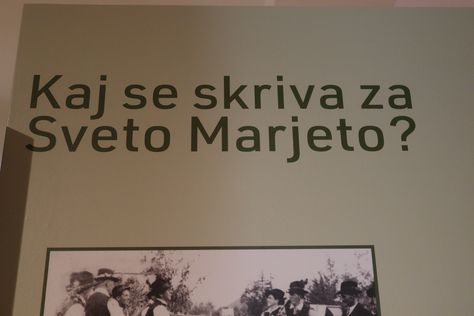 Kaj se skriva za
Sveto Marjeto?